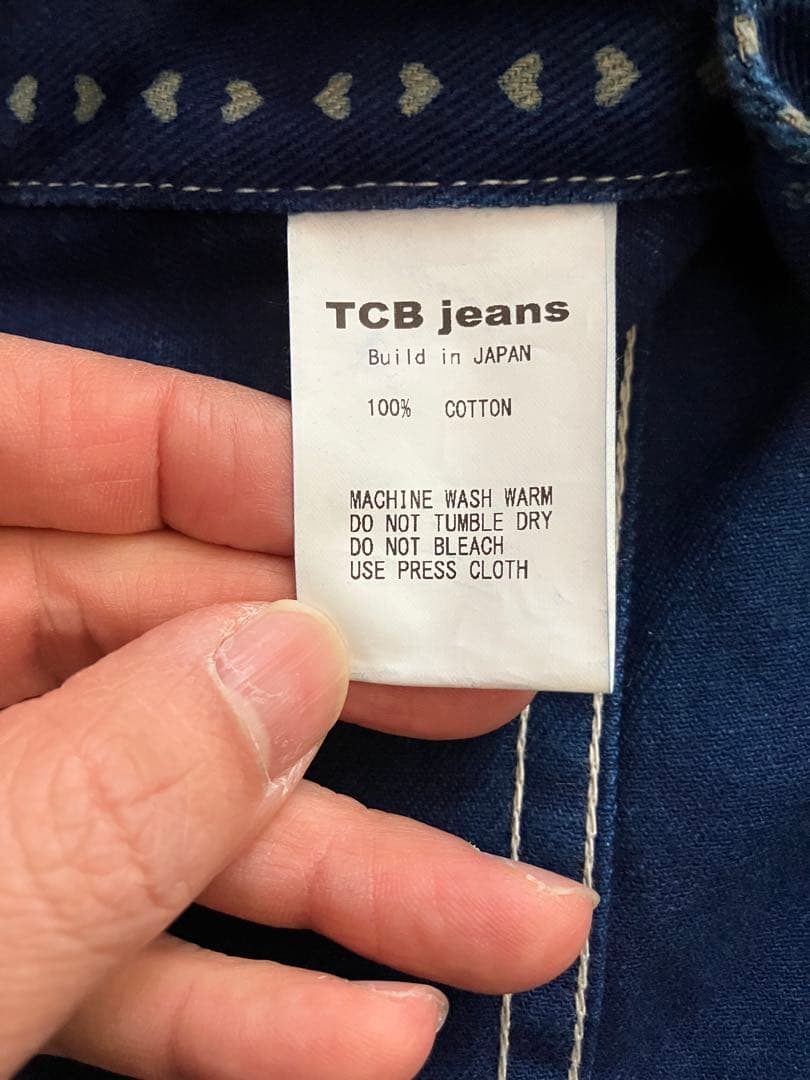 TCB jeans
Build in JAPAN
100% COTTON
MACHINE WASH WARM
DO NOT TUMBLE DRY
DO NOT BLEACH
USE PRESS CLOTH